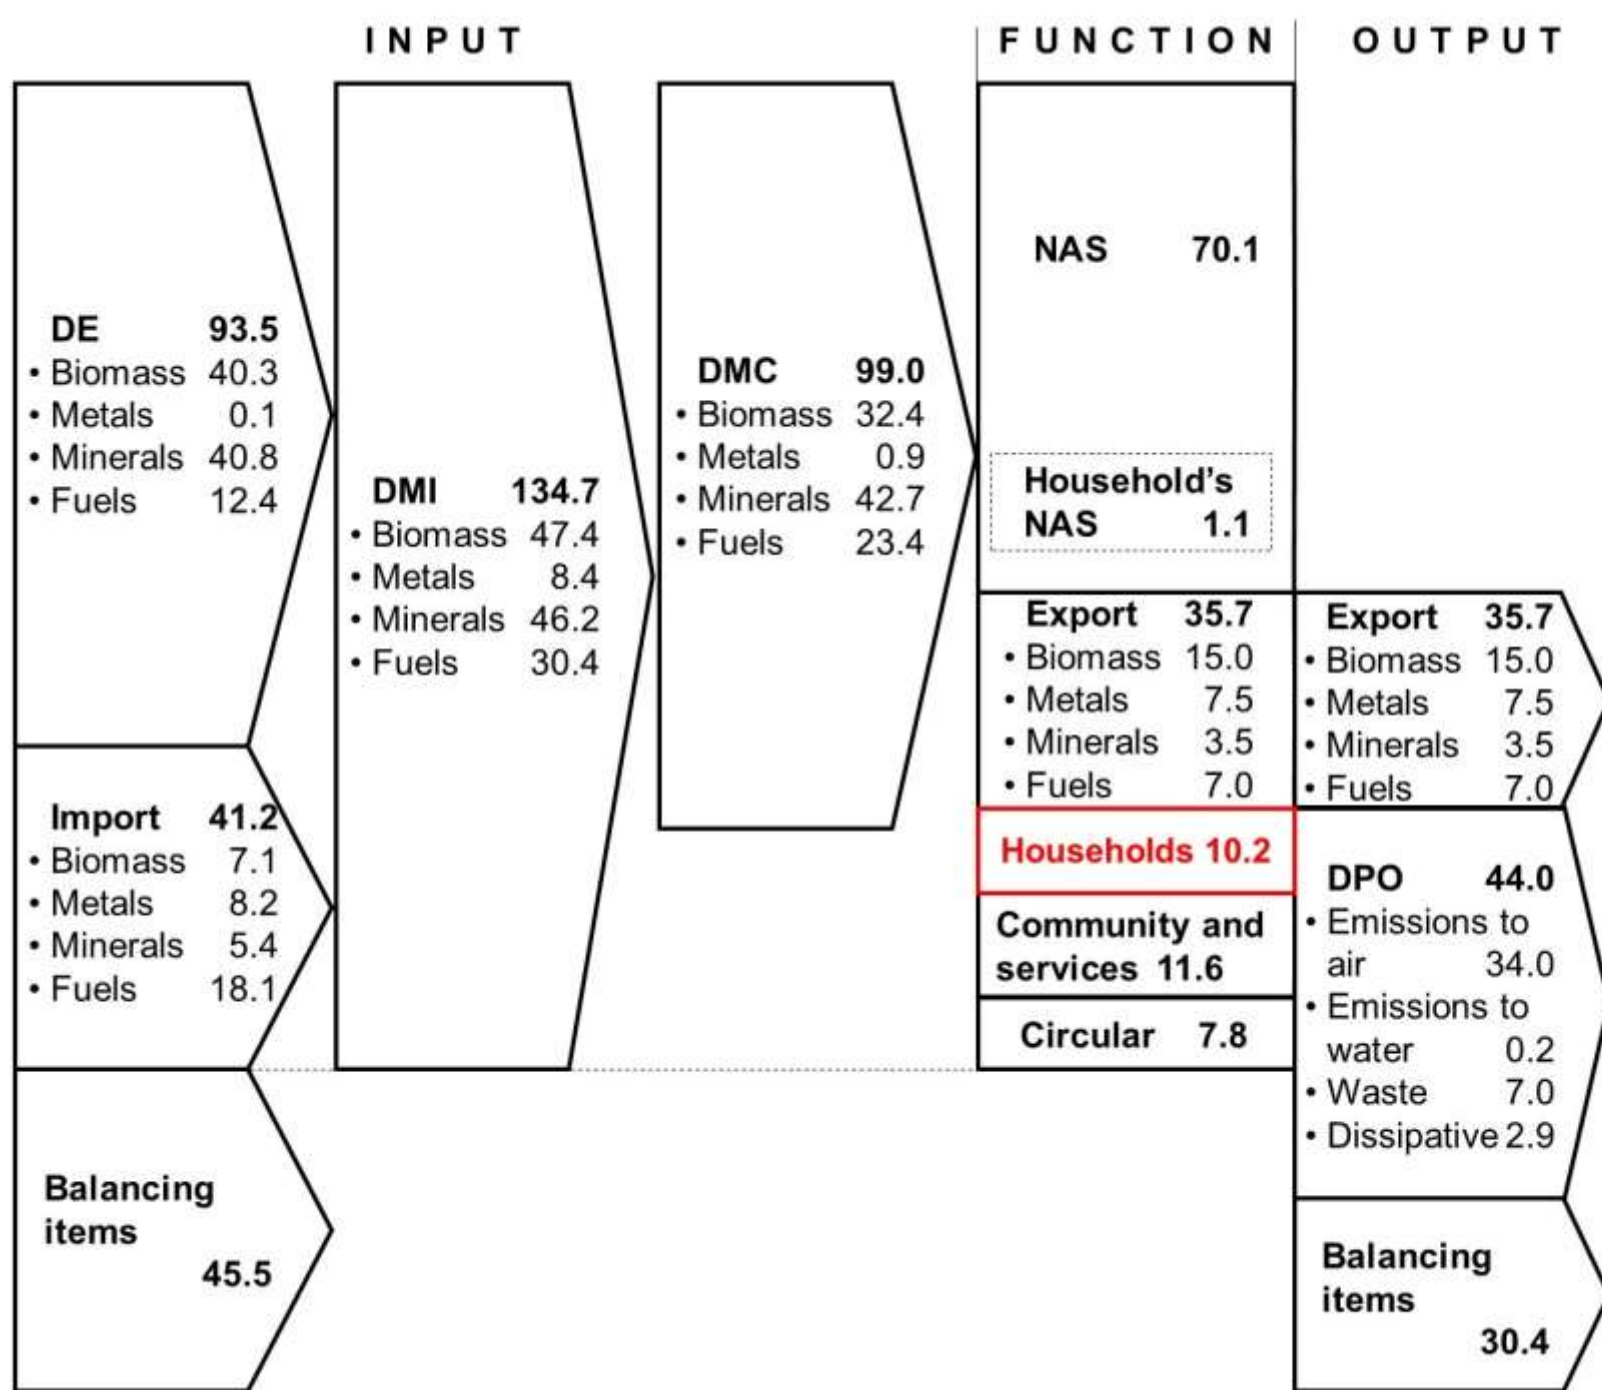 INPUT
FUNCTION
OUTPUT
DE 93.5
• Biomass 40.3
• Metals 0.1
• Minerals 40.8
• Fuels 12.4
Import 41.2
• Biomass 7.1
• Metals 8.2
• Minerals 5.4
• Fuels 18.1
Balancing
items
45.5
DMI 134.7
• Biomass 47.4
• Metals 8.4
• Minerals 46.2
• Fuels 30.4
DMC 99.0
• Biomass 32.4
• Metals 0.9
• Minerals 42.7
• Fuels 23.4
NAS 70.1
Household's
NAS 1.1
Export 35.7
• Biomass 15.0
• Metals 7.5
• Minerals 3.5
• Fuels 7.0
Households 10.2
Community and
services 11.6
Circular 7.8
Export 35.7
• Biomass 15.0
• Metals 7.5
• Minerals 3.5
• Fuels 7.0
DPO 44.0
• Emissions to
air 34.0
• Emissions to
water 0.2
• Waste 7.0
• Dissipative 2.9
Balancing
items
30.4